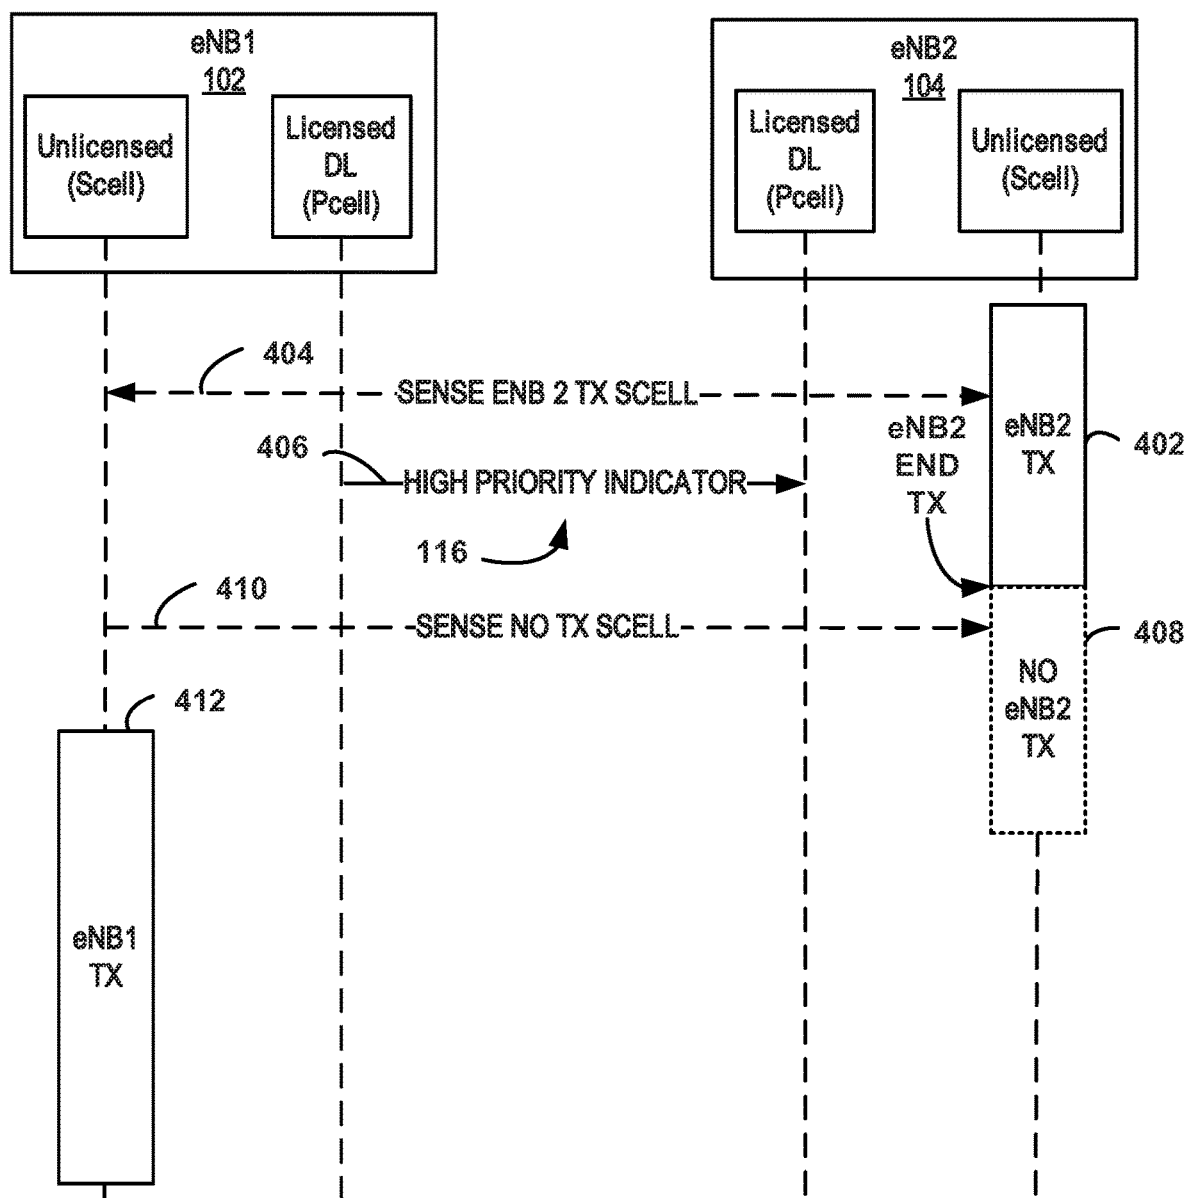 eNB1
102
Unlicensed
(Scell)
Licensed
DL
(Pcell)
eNB2
104
Licensed
DL
(Pcell)
Unlicensed
(Scell)
404
SENSE ENB 2 TX SCELL
eNB2
TX
402
406
HIGH PRIORITY INDICATOR
eNB2
END
TX
116
410
SENSE NO TX SCELL
408
NO
eNB2
TX
412
eNB1
TX